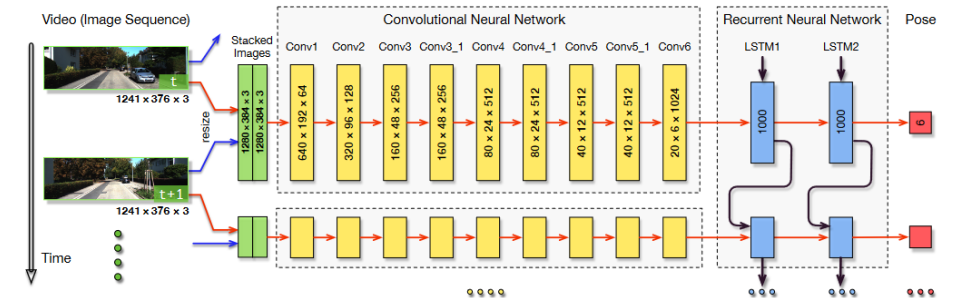 Video (Image Sequence)
Convolutional Neural Network
Recurrent Neural Network
Pose
Stacked
Images
Conv1
Conv2
Conv3
Conv3_1
Conv4
Conv4_1
Conv5
Conv5_1
Conv6
LSTM1
LSTM2
t
1241 x 376 x 3
resize
1280 x 384 x 3
1280 x 384 x 3
640 x 192 x 64
320 x 96 x 128
160 x 48 x 256
160 x 48 x 256
80 x 24 x 512
80 x 24 x 512
40 x 12 x 512
40 x 12 x 512
20 x 6 x 1024
1000
1000
6
t+1
1241 x 376 x 3
Time